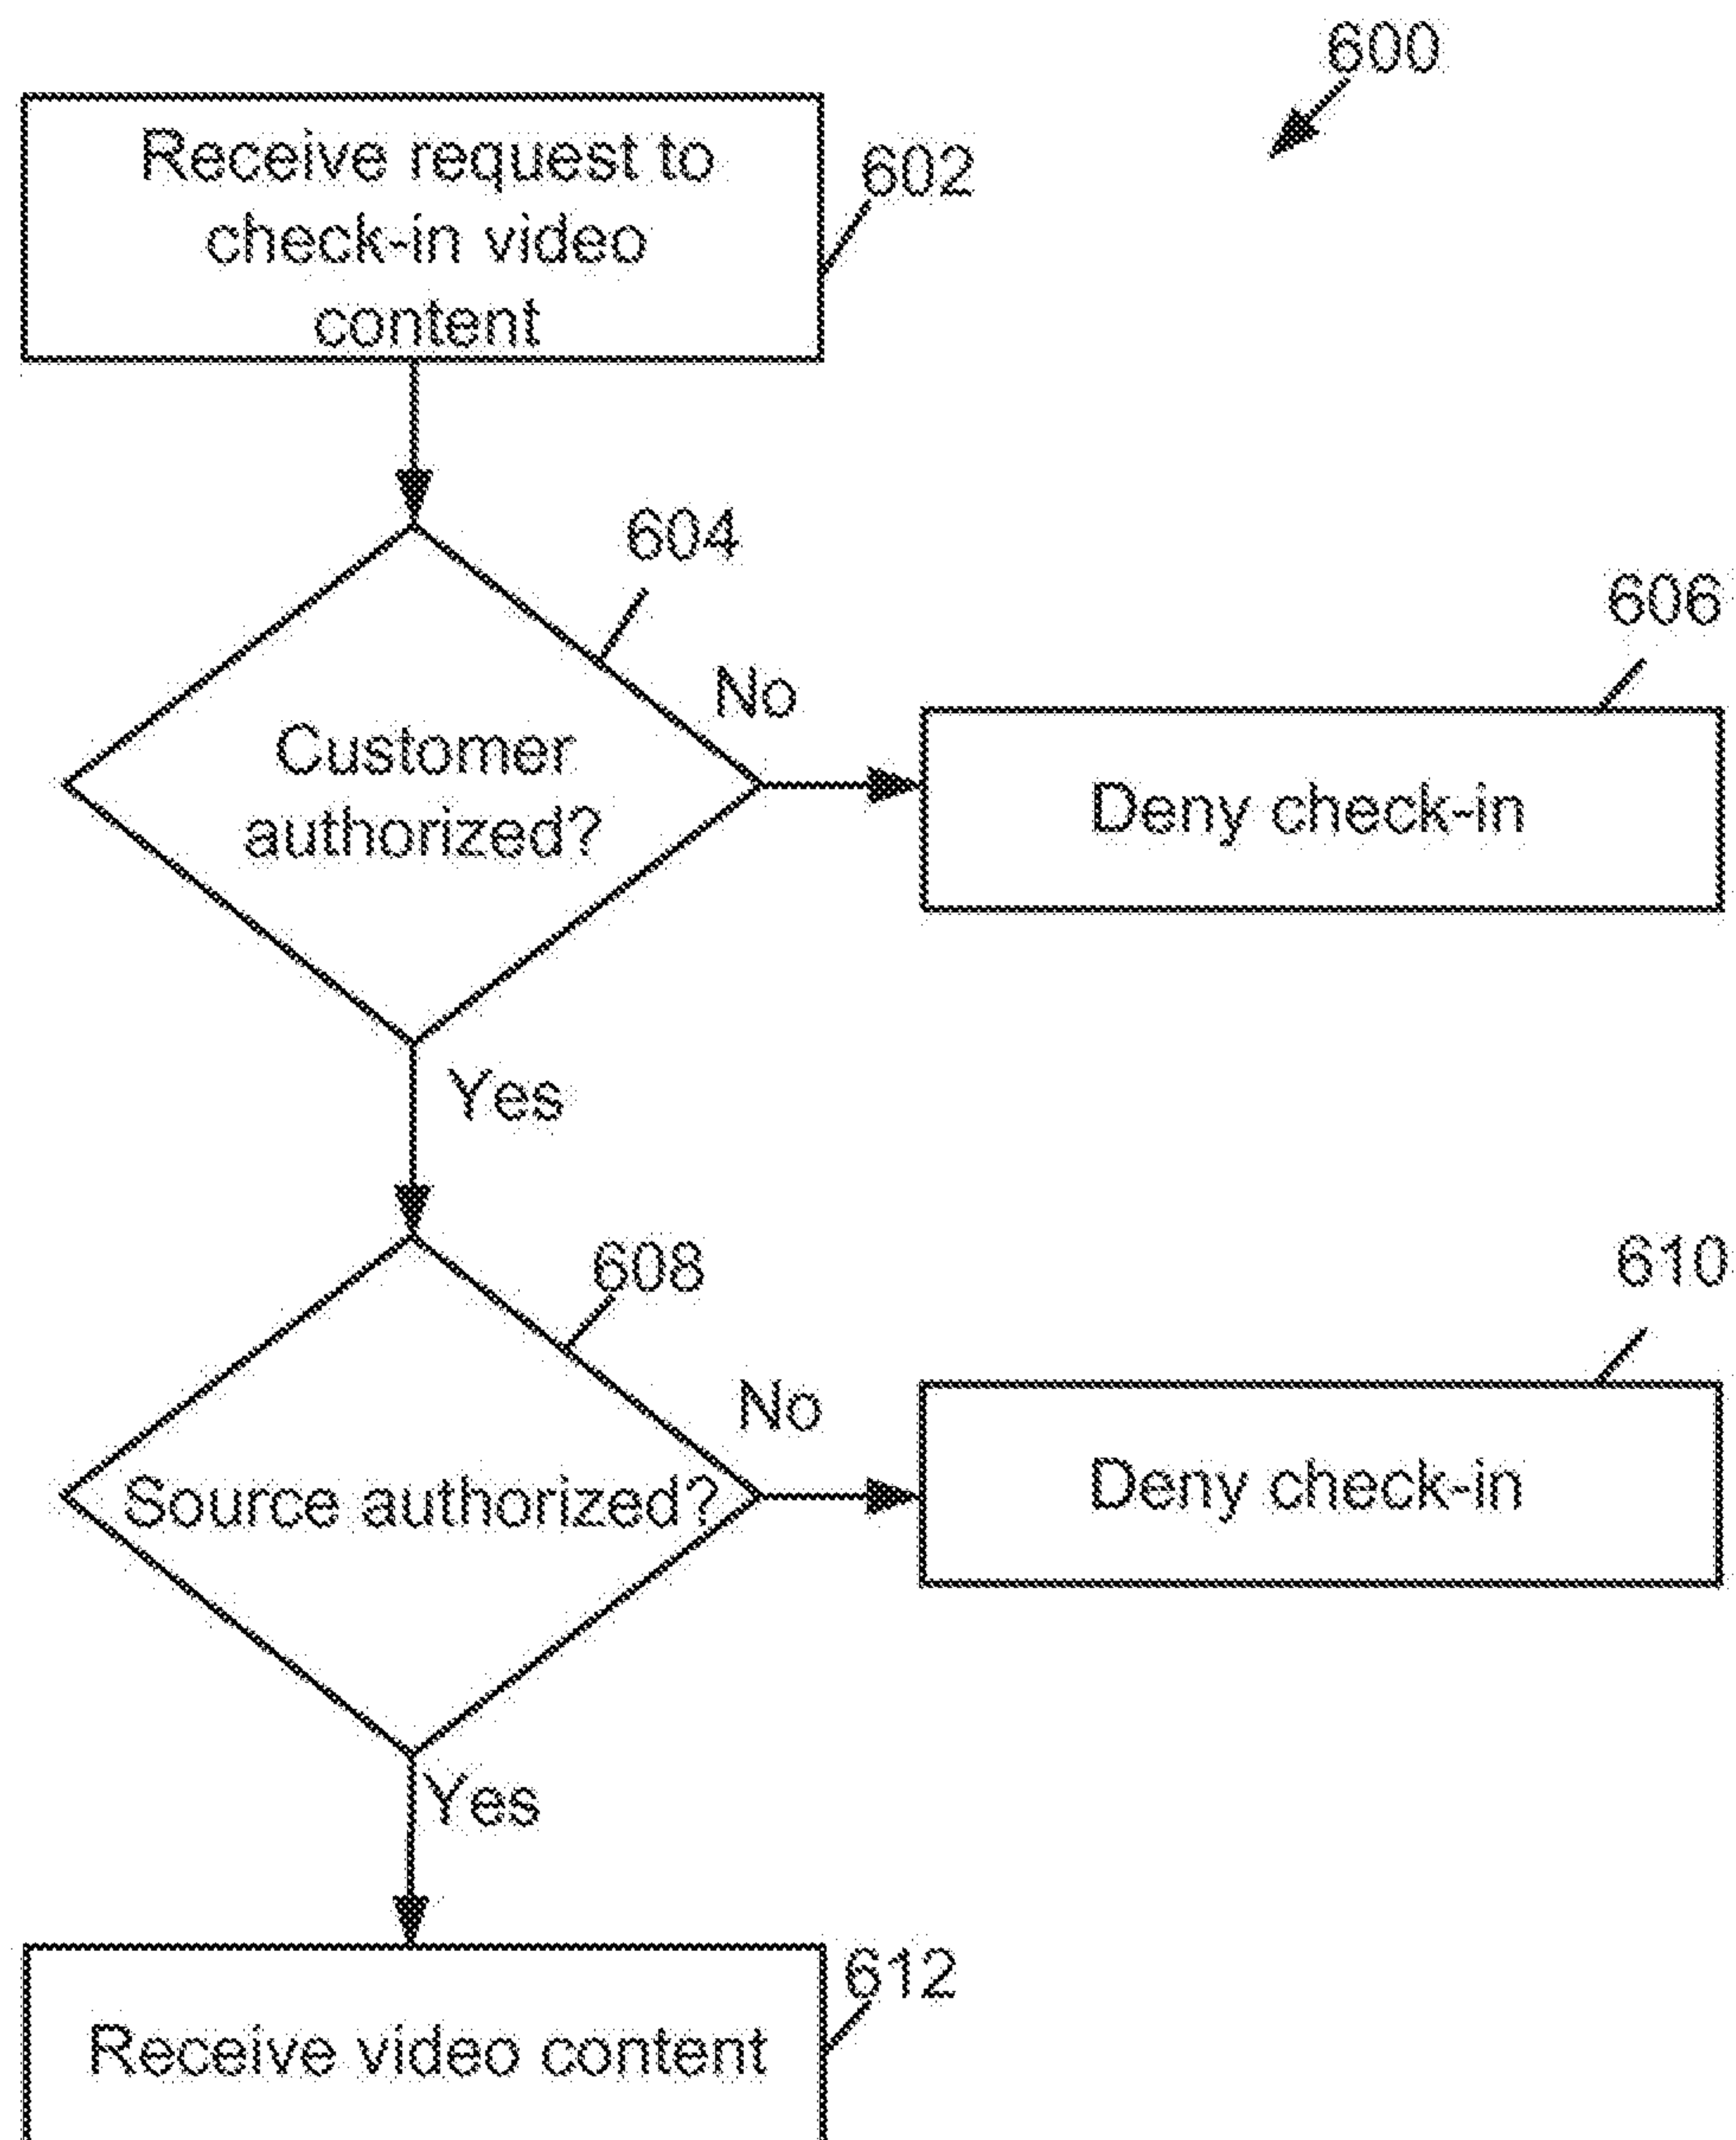 600
Receive request to
check-in video
content
602
604
Customer
authorized?
No
606
Deny check-in
Yes
608
Source authorized?
No
610
Deny check-in
Yes
612
Receive video content